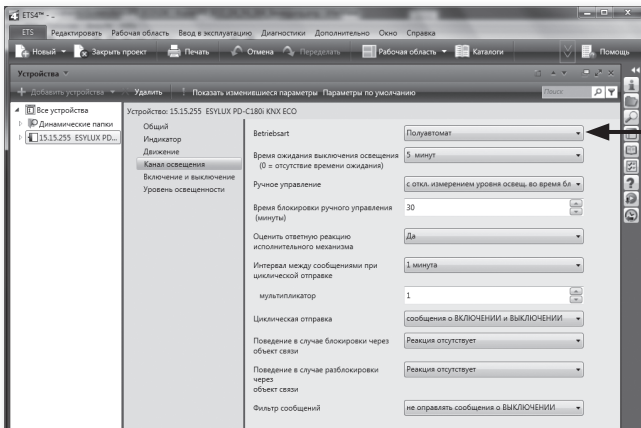 ETS4™ - ..
ETS Редактировать Рабочая область Ввод в эксплуатацию Диагностики Дополнительно Окно Справка
Новый Закрыть проект Печать Отмена Переделать Рабочая область Каталоги Помощь
Устройства
Добавить устройства Удалить Показать изменившиеся параметры Параметры по умолчанию Поиск
Все устройства
Динамические папки
15.15.255 ESYLUX PD...
Устройство: 15.15.255 ESYLUX PD-C180i KNX ECO
Общий
Индикатор
Движение
Канал освещения
Включение и выключение
Уровень освещенности
Betriebsart Полуавтомат
Время ожидания выключения освещения 5 минут
(0 = отсутствие времени ожидания)
Ручное управление с откл. измерением уровня освещ. во время бл
Время блокировки ручного управления 30
(минуты)
Оценить ответную реакцию Да
исполнительного механизма
Интервал между сообщениями при 1 минута
циклической отправке
мультипликатор 1
Циклическая отправка сообщения о ВКЛЮЧЕНИИ и ВЫКЛЮЧЕНИИ
Поведение в случае блокировки через Реакция отсутствует
объект связи
Поведение в случае разблокировки Реакция отсутствует
через
объект связи
Фильтр сообщений не оправлять сообщения о ВЫКЛЮЧЕНИИ